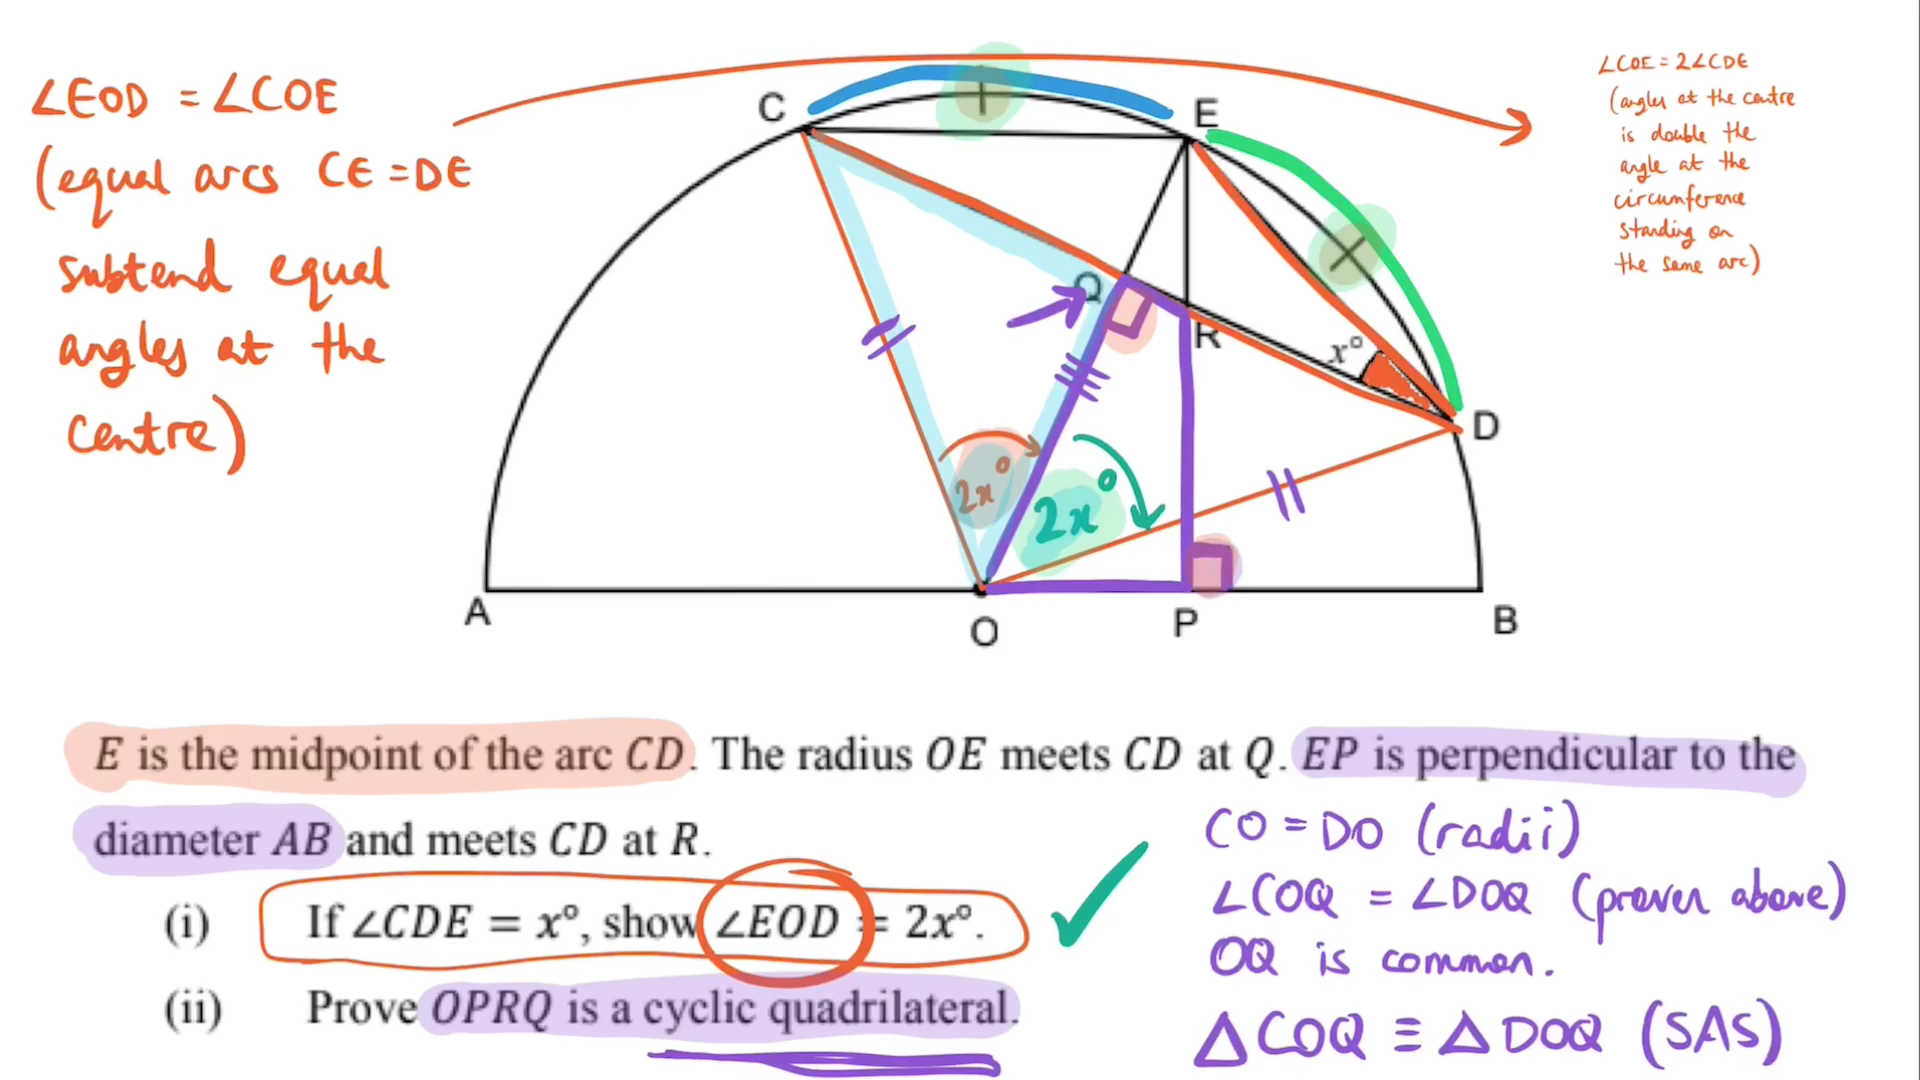 ∠EOD = ∠COE
(equal arcs CE = DE
subtend equal
angles at the
centre)
∠COE = 2∠CDE
(angles at the centre
is double the
angle at the
circumference
standing on
the same arc)
C
E
Q
R
x°
D
2x°
2x°
A
O
P
B
E is the midpoint of the arc CD. The radius OE meets CD at Q. EP is perpendicular to the
diameter AB and meets CD at R.
(i) If ∠CDE = x°, show ∠EOD = 2x°.
(ii) Prove OPRQ is a cyclic quadrilateral.
CO = DO (radii)
∠COQ = ∠DOQ (proven above)
OQ is common.
△COQ ≡ △DOQ (SAS)